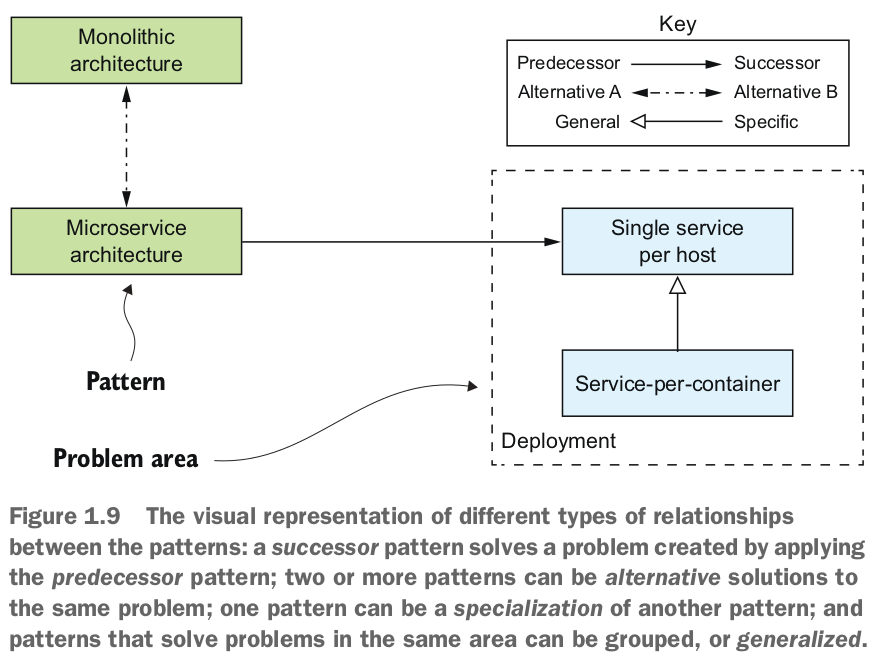 Monolithic
architecture
Key
Predecessor Successor
Alternative A Alternative B
General Specific
Microservice
architecture
Single service
per host
Pattern
Service-per-container
Deployment
Problem area
Figure 1.9 The visual representation of different types of relationships
between the patterns: a successor pattern solves a problem created by applying
the predecessor pattern; two or more patterns can be alternative solutions to
the same problem; one pattern can be a specialization of another pattern; and
patterns that solve problems in the same area can be grouped, or generalized.